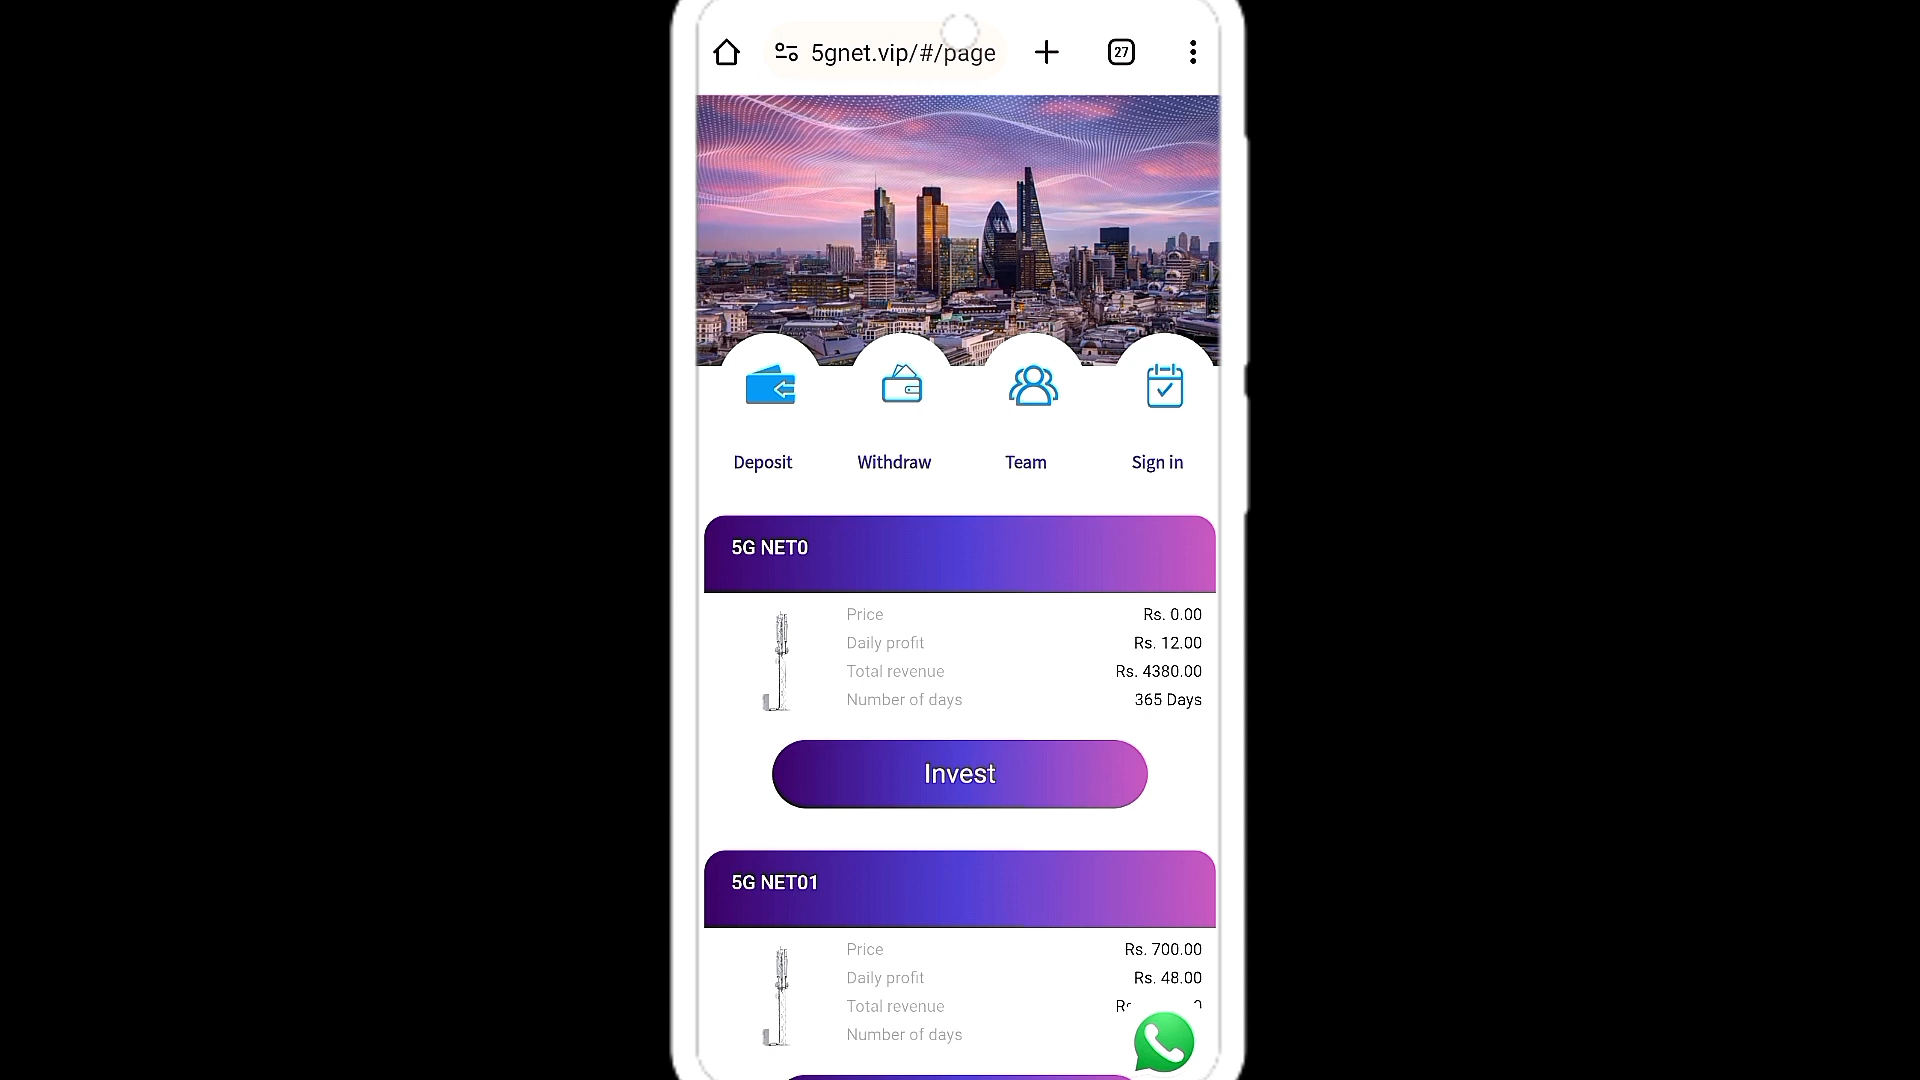 5gnet.vip/#/page
27
Deposit Withdraw Team Sign in
5G NET0
Price Rs. 0.00
Daily profit Rs. 12.00
Total revenue Rs. 4380.00
Number of days 365 Days
Invest
5G NET01
Price Rs. 700.00
Daily profit Rs. 48.00
Total revenue
Number of days